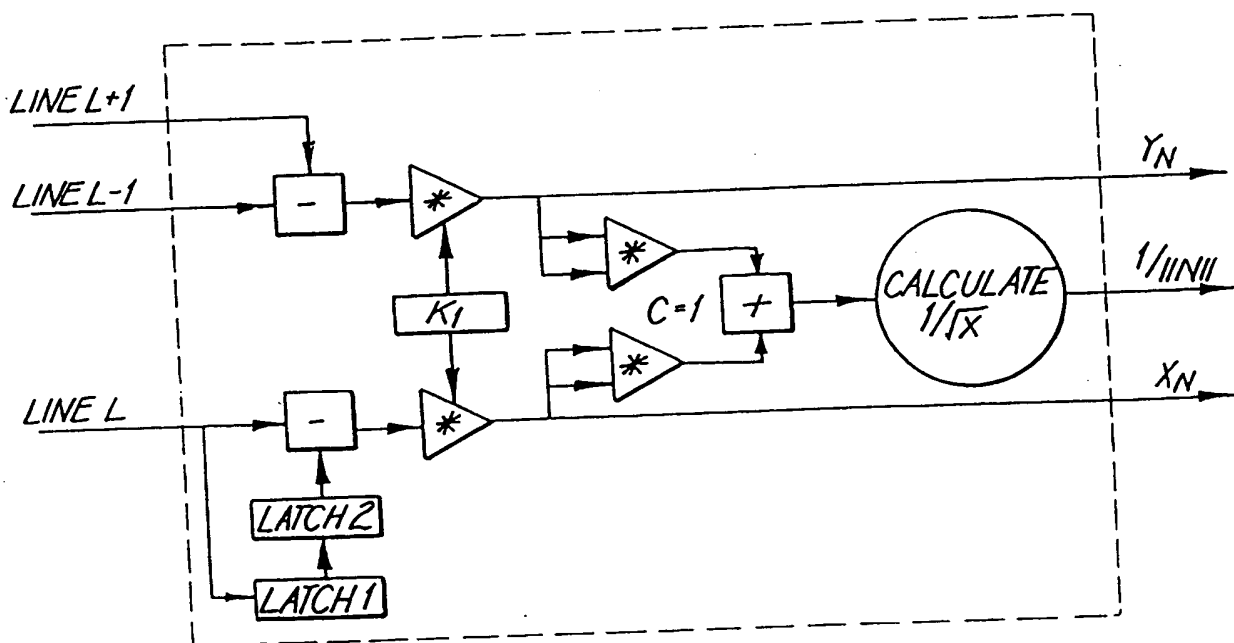 LINE L+1
LINE L-1
-
*
Y_N
*
K1
C=1
+
CALCULATE
1/√X
1/||N||
*
X_N
LINE L
-
*
LATCH 2
LATCH 1